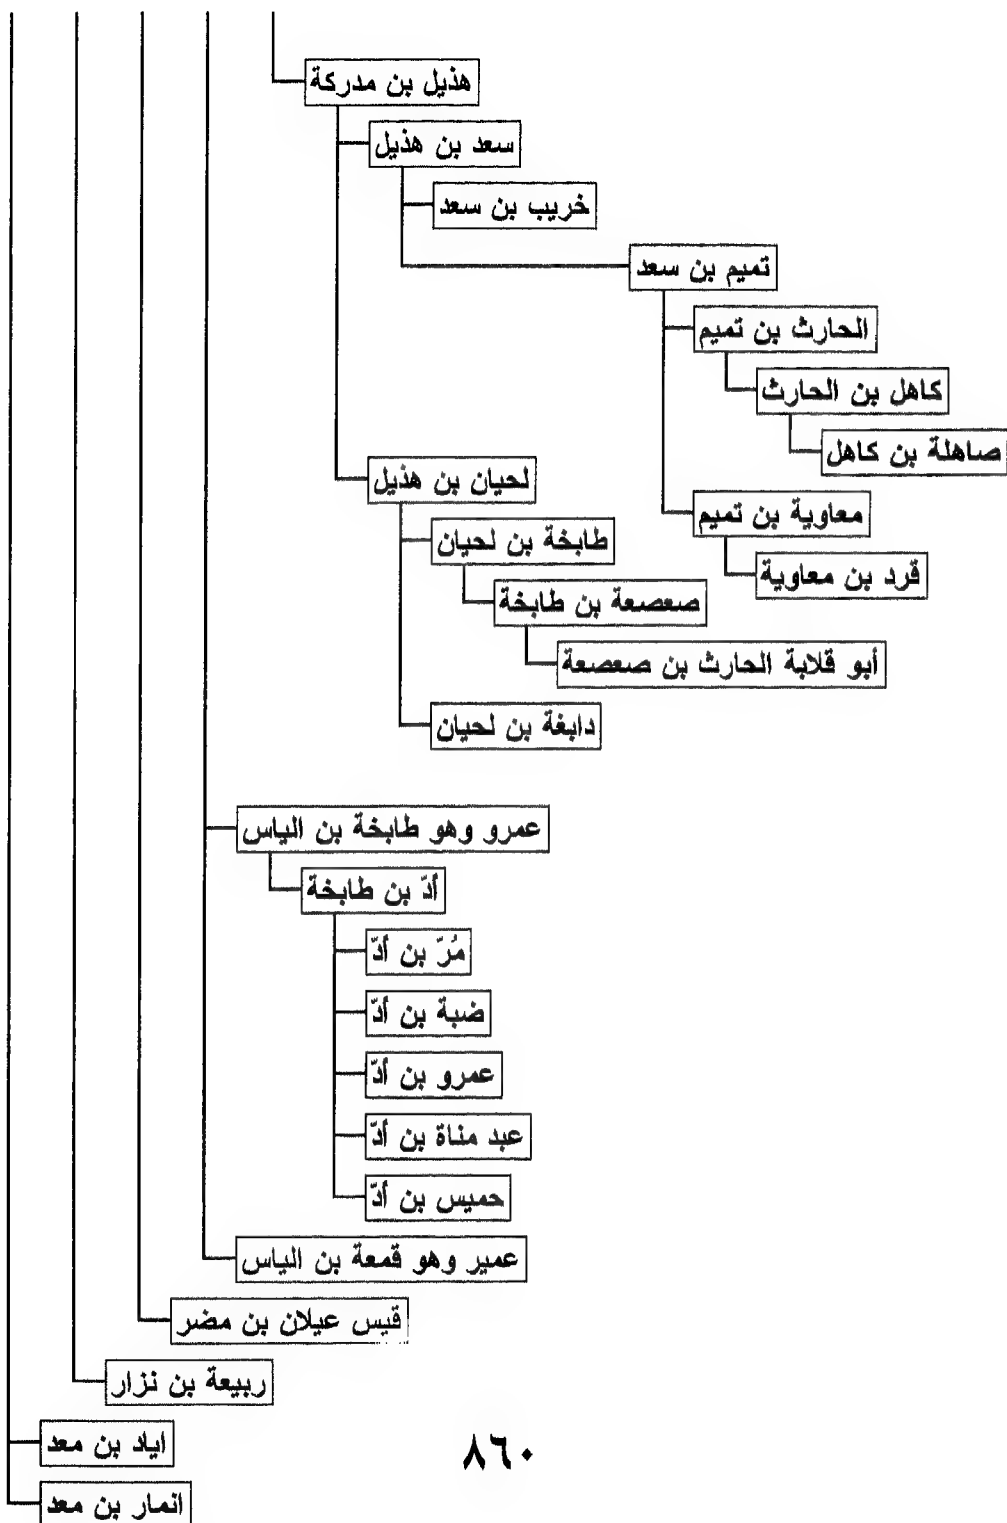 هذيل بن مدركة
سعد بن هذيل
خريب بن سعد
تميم بن سعد
الحارث بن تميم
كاهل بن الحارث
صاهلة بن كاهل
لحيان بن هذيل
معاوية بن تميم
طابخة بن لحيان
قرد بن معاوية
صعصعة بن طابخة
أبو قلابة الحارث بن صعصعة
دابغة بن لحيان
عمرو وهو طابخة بن الياس
أدّ بن طابخة
مُرّ بن أدّ
ضبة بن أدّ
عمرو بن أدّ
عبد مناة بن أدّ
حميس بن أدّ
عمير وهو قمعة بن الياس
قيس عيلان بن مضر
ربيعة بن نزار
اياد بن معد
انمار بن معد
٨٦٠